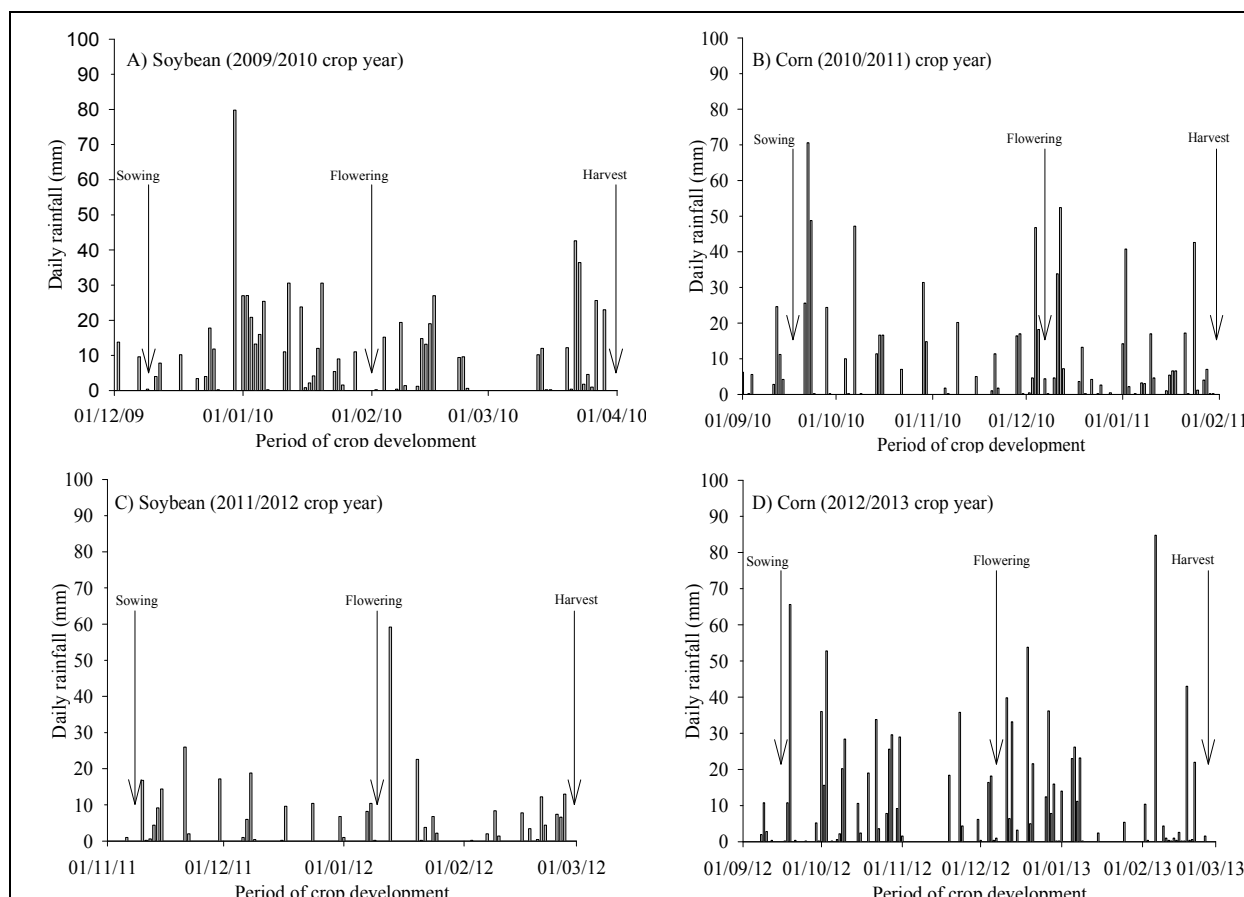 A) Soybean (2009/2010 crop year)
Daily rainfall (mm)
100
90
80
70
60
50
40
30
20
10
0
Sowing
Flowering
Harvest
01/12/09
01/01/10
01/02/10
01/03/10
01/04/10
Period of crop development
B) Corn (2010/2011) crop year)
Daily rainfall (mm)
100
90
80
70
60
50
40
30
20
10
0
Sowing
Flowering
Harvest
01/09/10
01/10/10
01/11/10
01/12/10
01/01/11
01/02/11
Period of crop development
C) Soybean (2011/2012 crop year)
Daily rainfall (mm)
100
90
80
70
60
50
40
30
20
10
0
Sowing
Flowering
Harvest
01/11/11
01/12/11
01/01/12
01/02/12
01/03/12
Period of crop development
D) Corn (2012/2013 crop year)
Daily rainfall (mm)
100
90
80
70
60
50
40
30
20
10
0
Sowing
Flowering
Harvest
01/09/12
01/10/12
01/11/12
01/12/12
01/01/13
01/02/13
01/03/13
Period of crop development